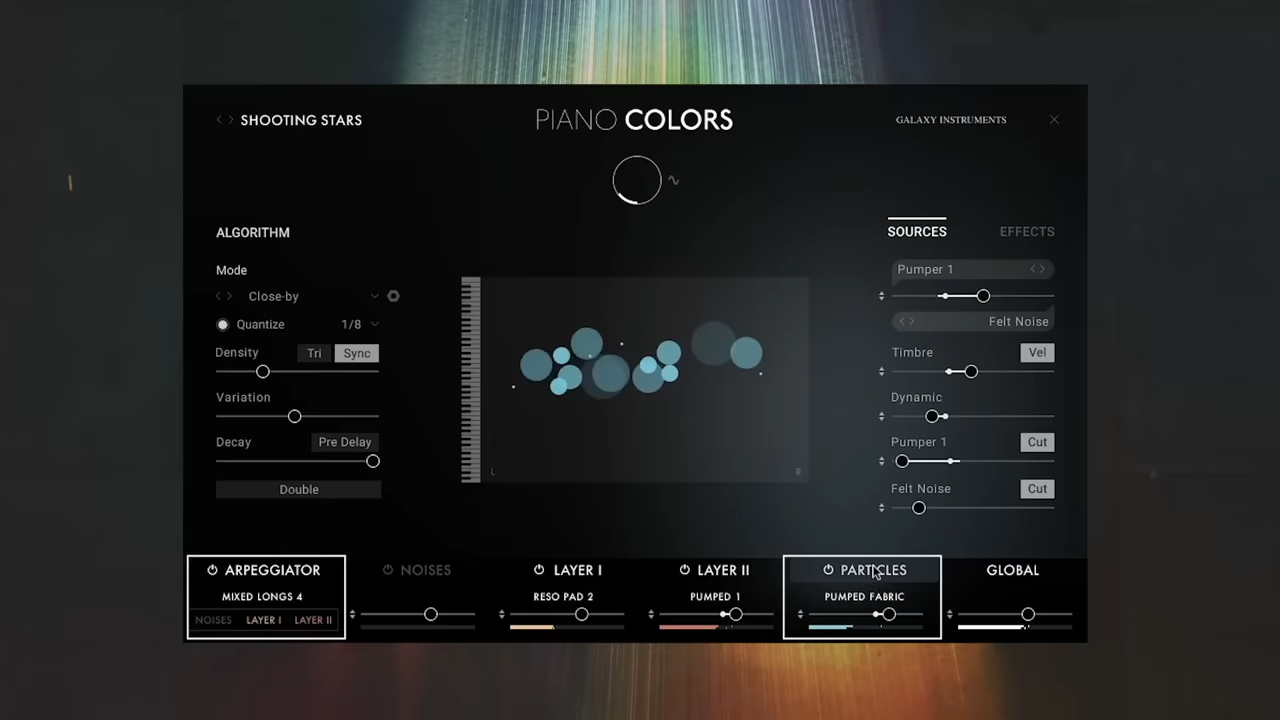 SHOOTING STARS
PIANO COLORS
GALAXY INSTRUMENTS
ALGORITHM
Mode
Close-by
Quantize 1/8
Density Tri Sync
Variation
Decay Pre Delay
Double
L R
SOURCES EFFECTS
Pumper 1
Felt Noise
Timbre Vel
Dynamic
Pumper 1 Cut
Felt Noise Cut
ARPEGGIATOR
MIXED LONGS 4
NOISES LAYER I LAYER II
NOISES
LAYER I
RESO PAD 2
LAYER II
PUMPED 1
PARTICLES
PUMPED FABRIC
GLOBAL